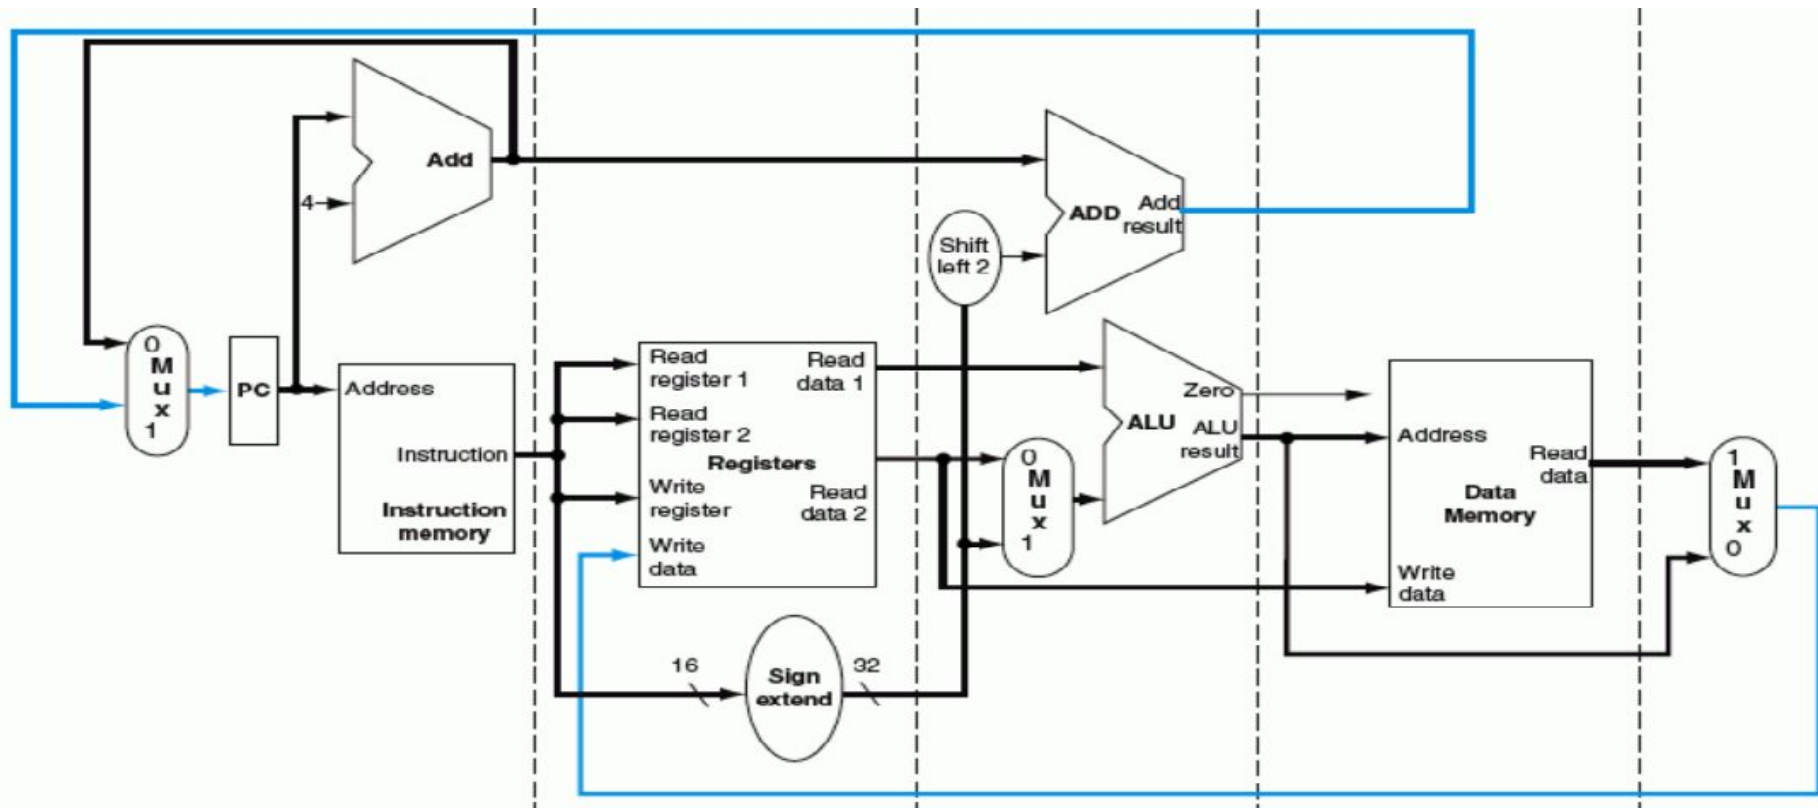 Add
4
0
M
u
x
1
PC
Address
Instruction
Instruction
memory
Read
register 1
Read
register 2
Registers
Write
register
Write
data
Read
data 1
Read
data 2
16
Sign
extend
32
Shift
left 2
ADD
Add
result
0
M
u
x
1
Zero
ALU
ALU
result
Address
Read
data
Data
Memory
Write
data
1
M
u
x
0